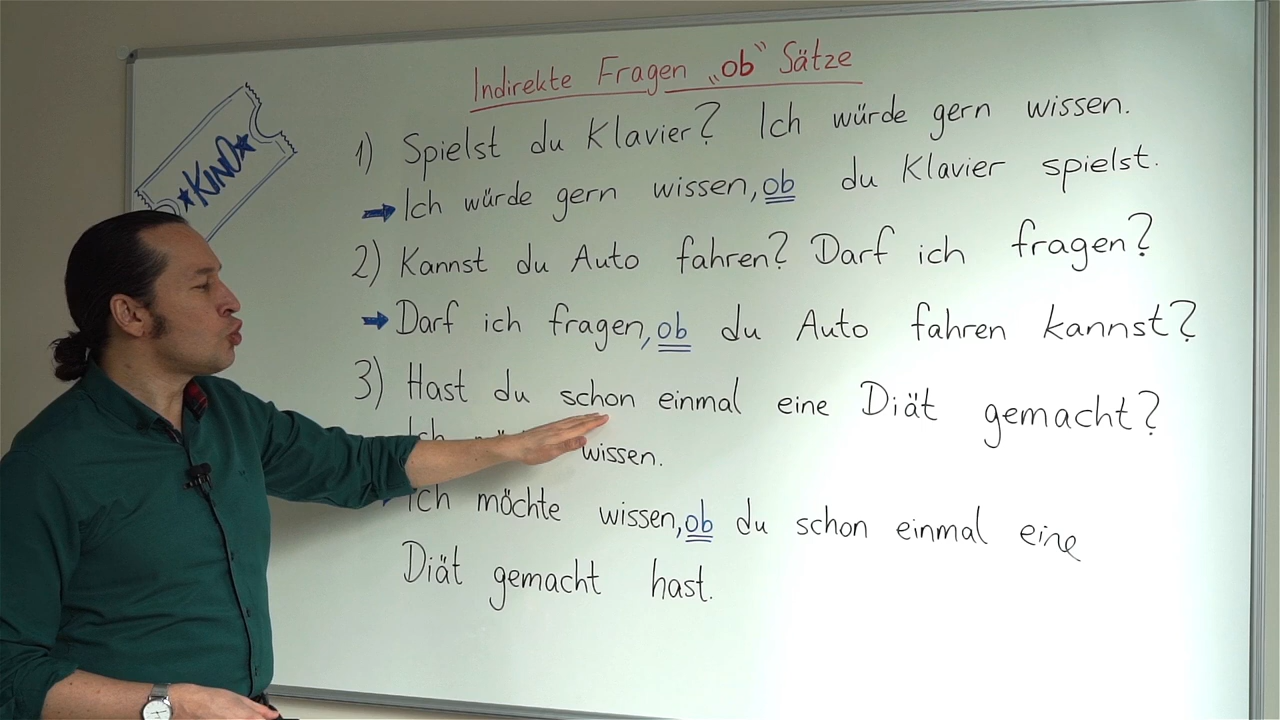 Indirekte Fragen „ob“ Sätze
KINO
1) Spielst du Klavier? Ich würde gern wissen.
→ Ich würde gern wissen, ob du Klavier spielst.
2) Kannst du Auto fahren? Darf ich fragen?
→ Darf ich fragen, ob du Auto fahren kannst?
3) Hast du schon einmal eine Diät gemacht?
Ich wissen.
Ich möchte wissen, ob du schon einmal eine
Diät gemacht hast.